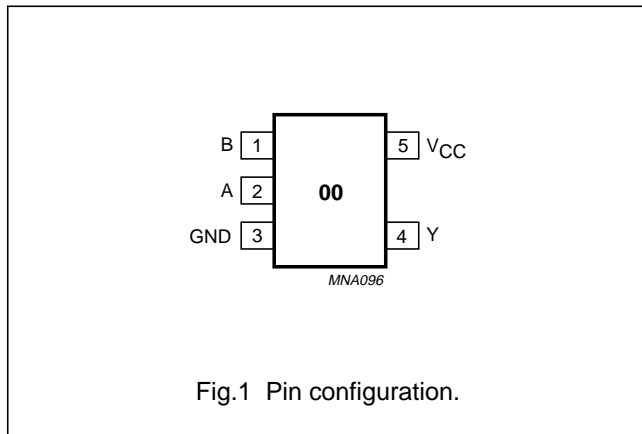 B 1 5 VCC
A 2 00
GND 3 4 Y
MNA096
Fig.1 Pin configuration.